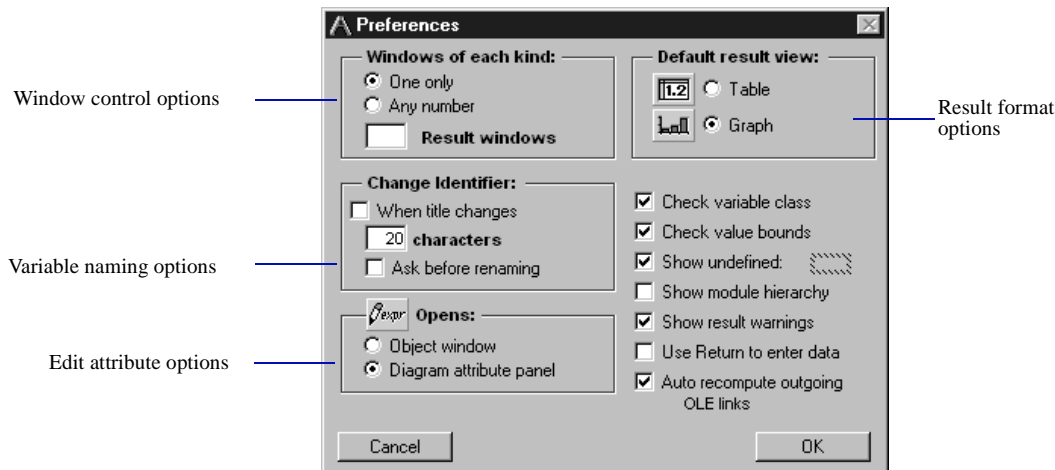 Preferences
Windows of each kind:
One only
Any number
Result windows
Default result view:
1.2 Table
Graph
Change Identifier:
When title changes
20 characters
Ask before renaming
expr Opens:
Object window
Diagram attribute panel
Check variable class
Check value bounds
Show undefined:
Show module hierarchy
Show result warnings
Use Return to enter data
Auto recompute outgoing
OLE links
Cancel
OK
Window control options
Variable naming options
Edit attribute options
Result format
options